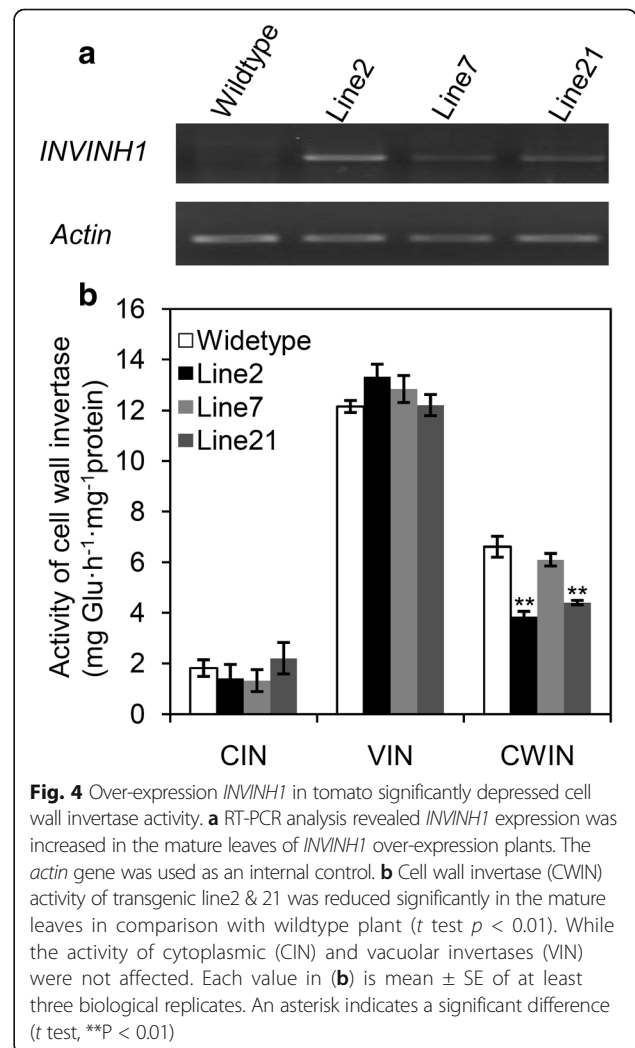 a
Wildtype Line2 Line7 Line21
INVINH1
Actin
b
16
14
12
10
8
6
4
2
0
Activity of cell wall invertase
(mg Glu·h⁻¹·mg⁻¹protein)
Widetype
Line2
Line7
Line21
** **
CIN VIN CWIN
Fig. 4 Over-expression INVINH1 in tomato significantly depressed cell
wall invertase activity. a RT-PCR analysis revealed INVINH1 expression was
increased in the mature leaves of INVINH1 over-expression plants. The
actin gene was used as an internal control. b Cell wall invertase (CWIN)
activity of transgenic line2 & 21 was reduced significantly in the mature
leaves in comparison with wildtype plant (t test p < 0.01). While
the activity of cytoplasmic (CIN) and vacuolar invertases (VIN)
were not affected. Each value in (b) is mean ± SE of at least
three biological replicates. An asterisk indicates a significant difference
(t test, **P < 0.01)